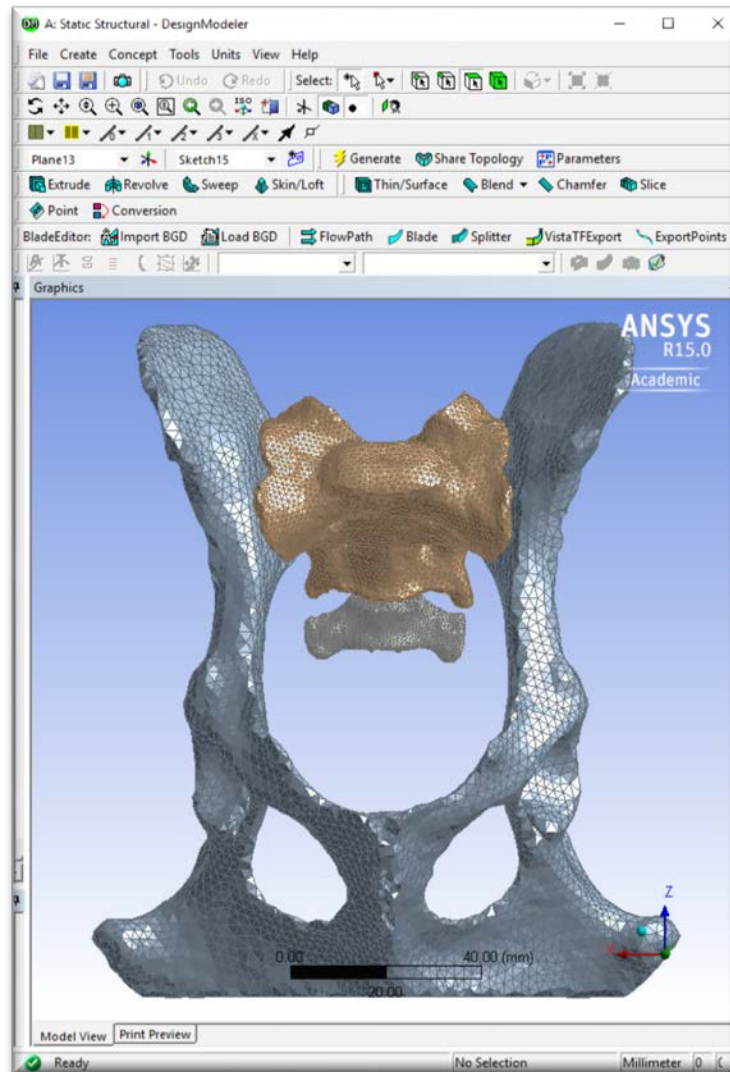 A: Static Structural - DesignModeler
File Create Concept Tools Units View Help
Undo Redo Select:
ISO
Plane13 Sketch15 Generate Share Topology Parameters
Extrude Revolve Sweep Skin/Loft Thin/Surface Blend Chamfer Slice
Point Conversion
BladeEditor: Import BGD Load BGD FlowPath Blade Splitter VistaTFExport ExportPoints
Graphics
ANSYS
R15.0
Academic
Z
X
0.00 40.00 (mm)
20.00
Model View Print Preview
Ready No Selection Millimeter 0